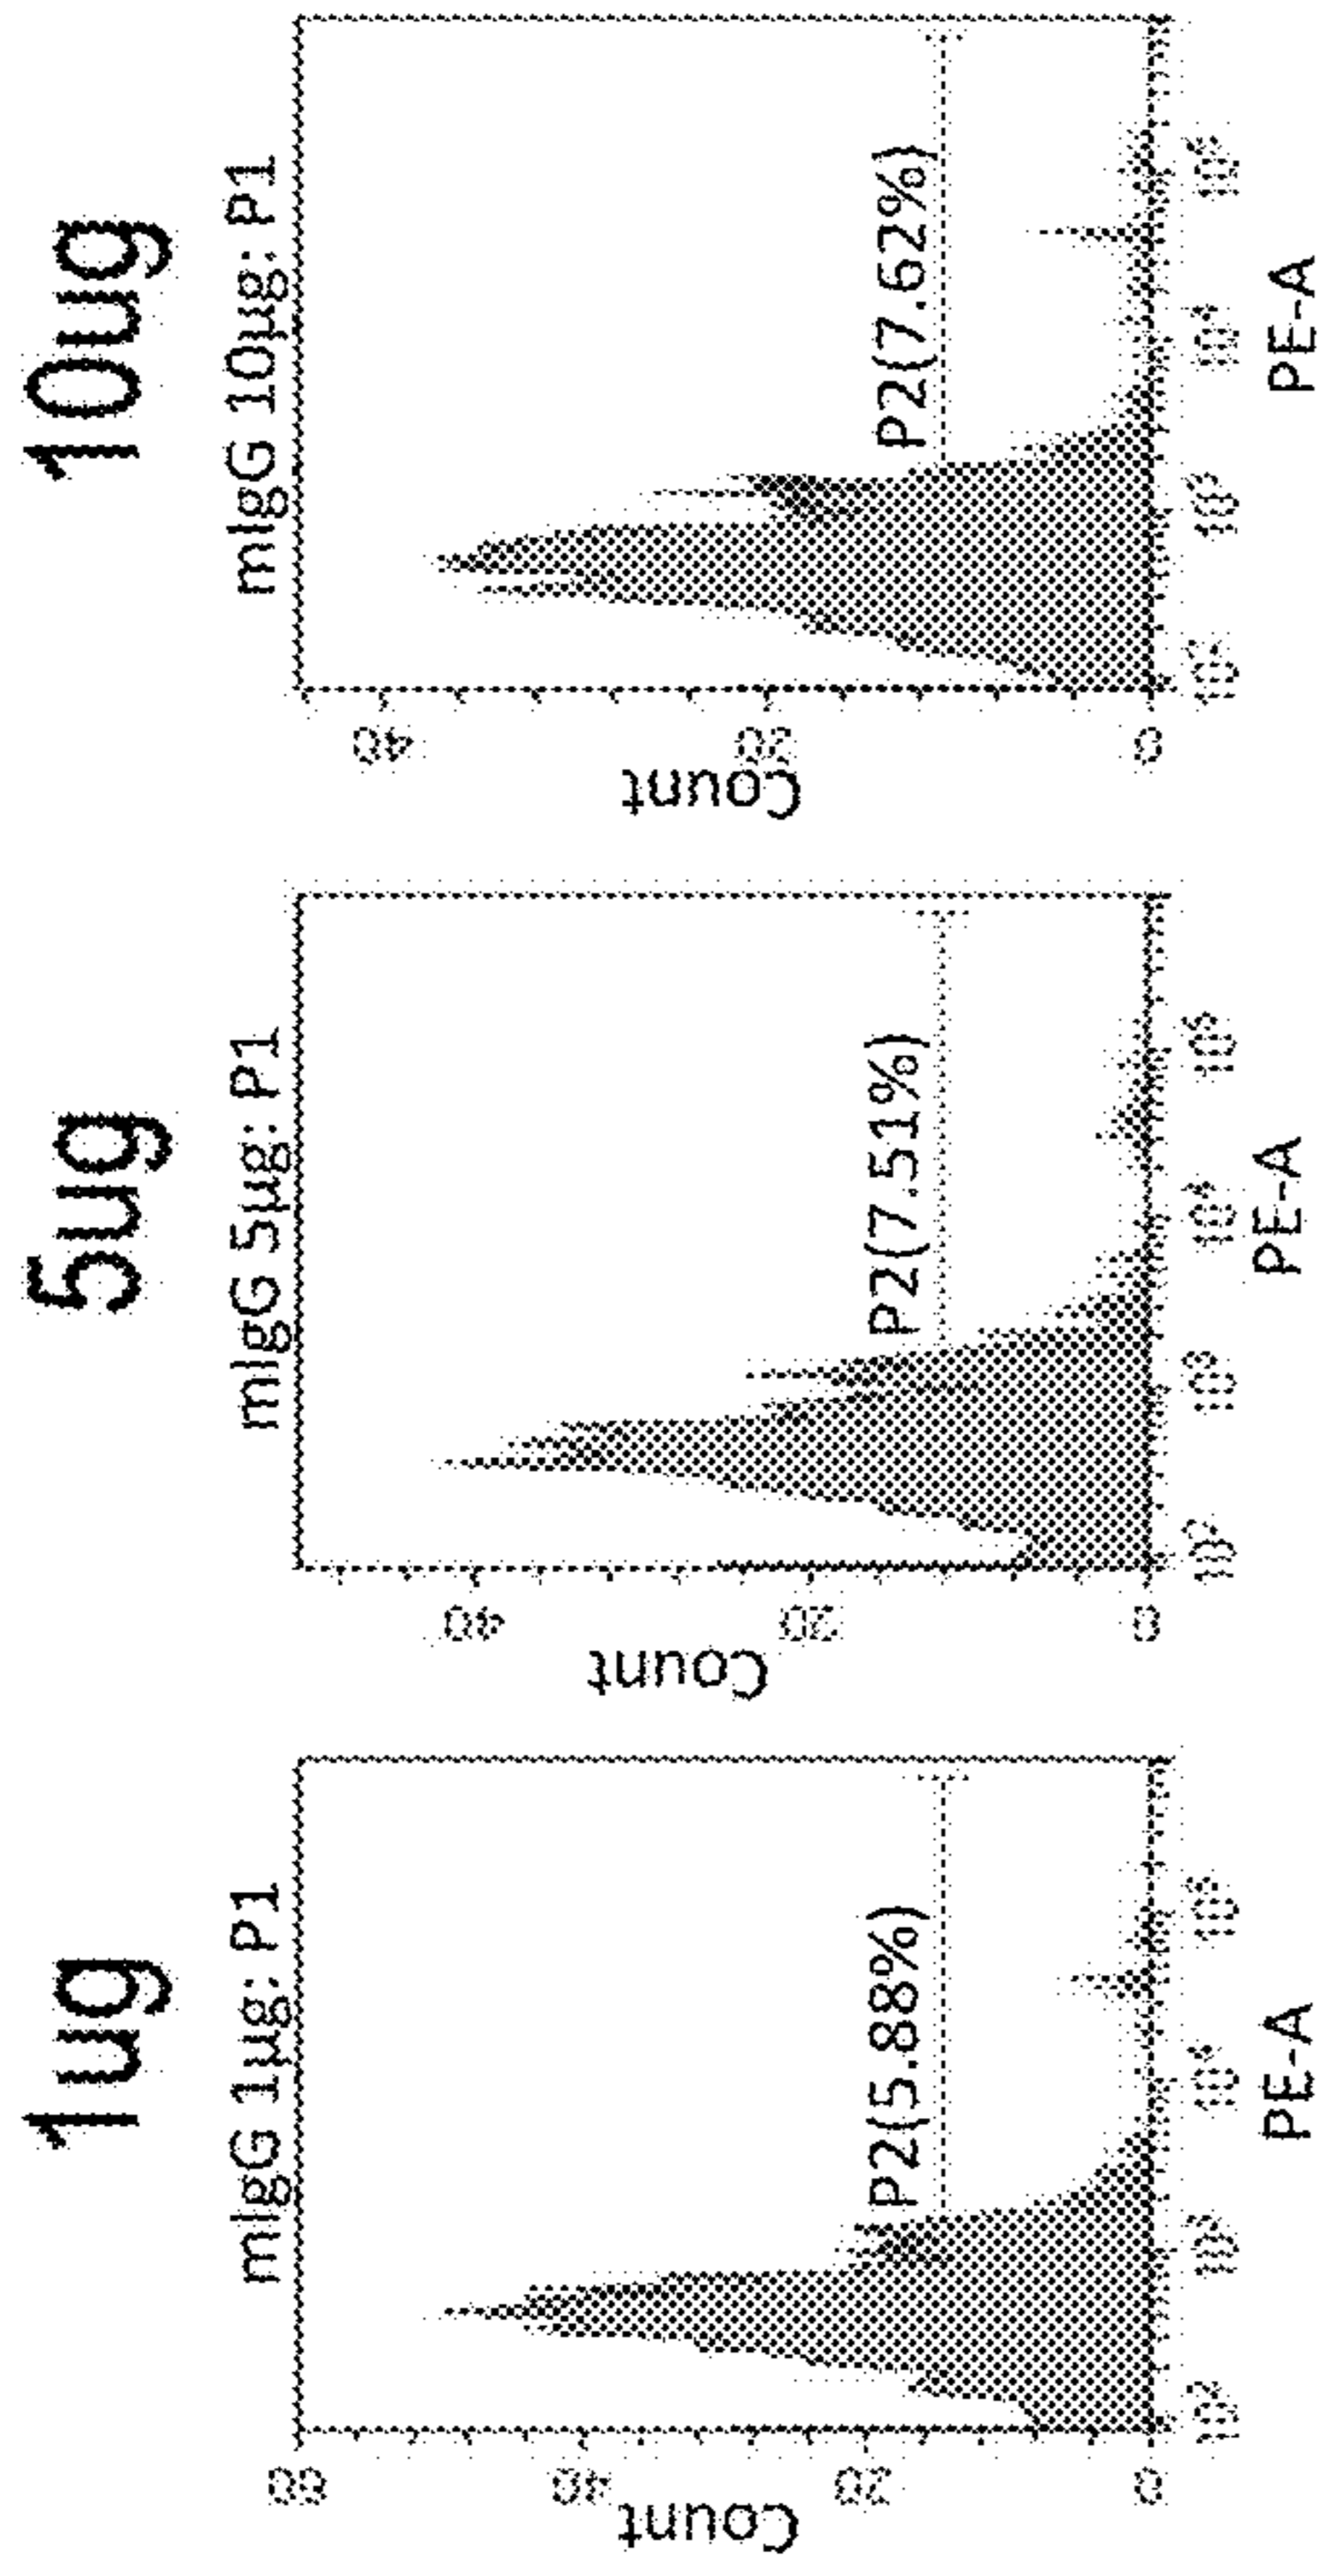 1ug
mIgG 1µg: P1
60
40
20
0
Count
P2(5.88%)
10² 10³ 10⁴ 10⁵
PE-A
5ug
mIgG 5µg: P1
40
20
0
Count
P2(7.51%)
10² 10³ 10⁴ 10⁵
PE-A
10ug
mIgG 10µg: P1
40
20
0
Count
P2(7.62%)
10² 10³ 10⁴ 10⁵
PE-A